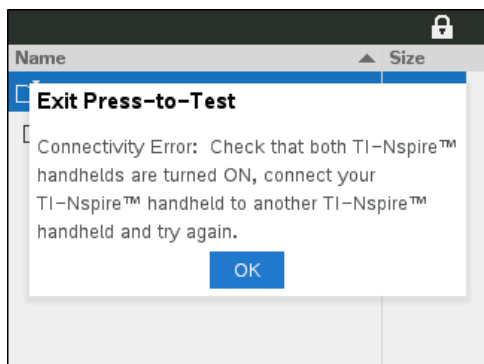 Name Size
Exit Press-to-Test
Connectivity Error: Check that both TI-Nspire™
handhelds are turned ON, connect your
TI-Nspire™ handheld to another TI-Nspire™
handheld and try again.
OK